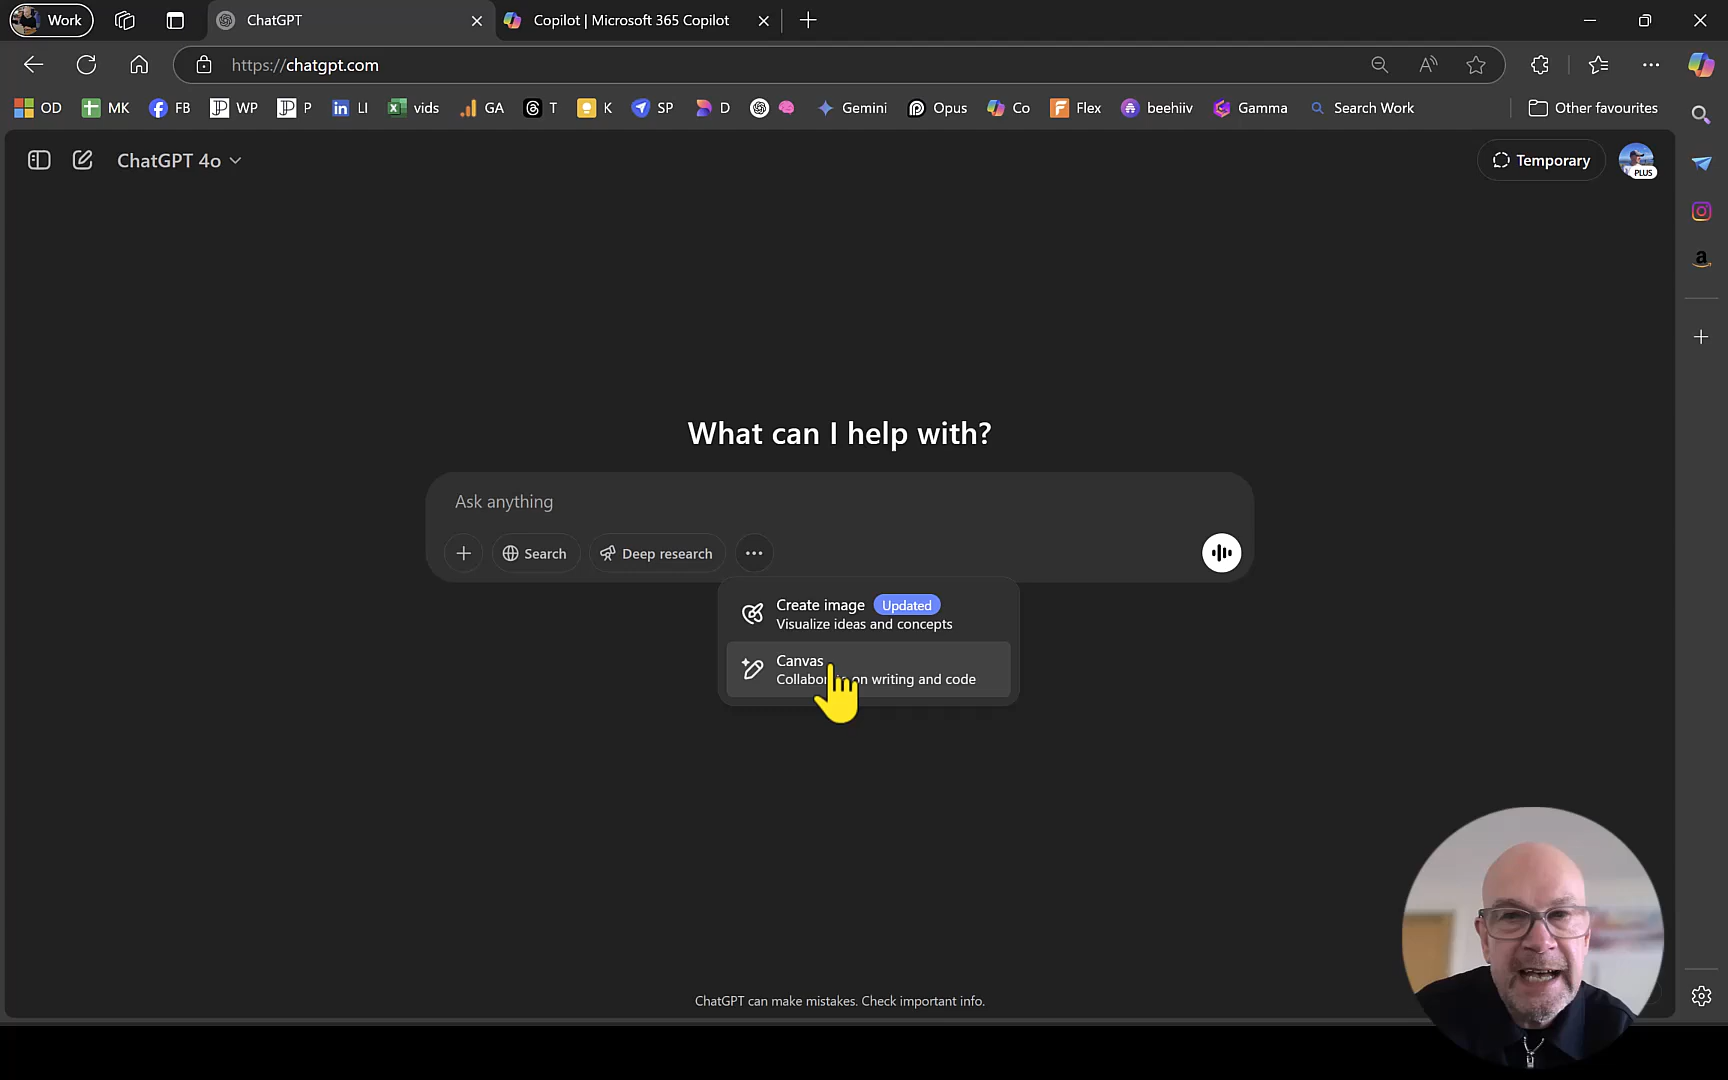 Work
ChatGPT
Copilot | Microsoft 365 Copilot
https://chatgpt.com
OD MK FB WP P LI vids GA T K SP D Gemini Opus Co Flex beehiiv Gamma Search Work Other favourites
ChatGPT 4o
Temporary
PLUS
What can I help with?
Ask anything
Search
Deep research
Create image Updated
Visualize ideas and concepts
Canvas
on writing and code
ChatGPT can make mistakes. Check important info.